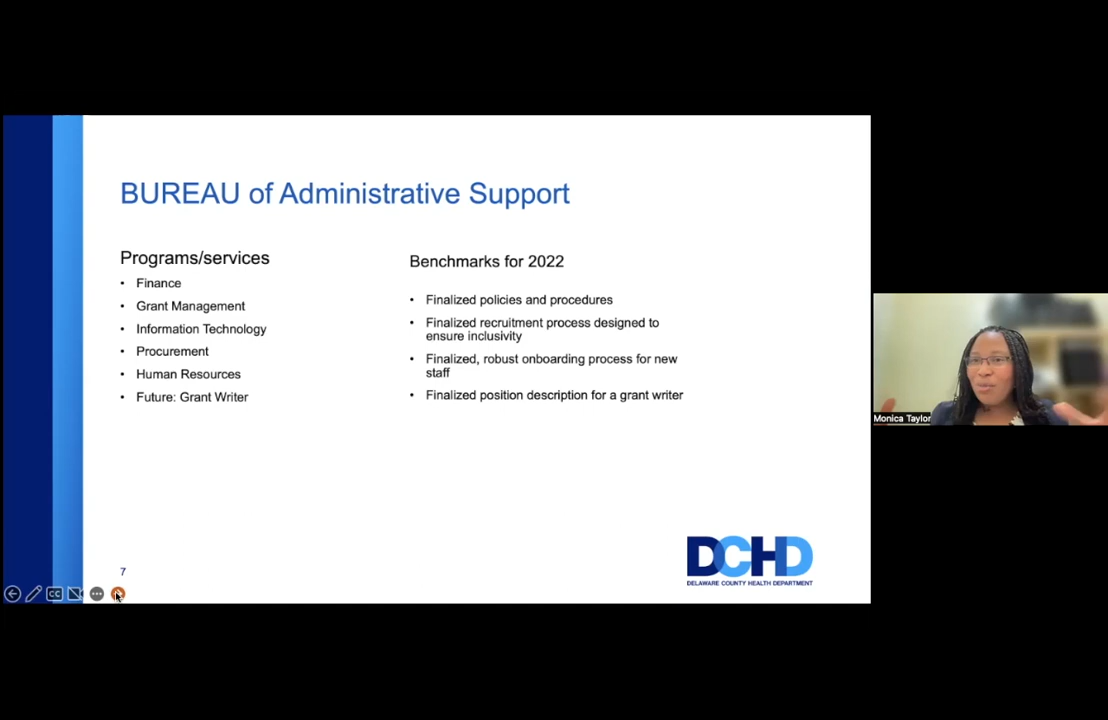 BUREAU of Administrative Support
Programs/services
• Finance
• Grant Management
• Information Technology
• Procurement
• Human Resources
• Future: Grant Writer
Benchmarks for 2022
• Finalized policies and procedures
• Finalized recruitment process designed to
ensure inclusivity
• Finalized, robust onboarding process for new
staff
• Finalized position description for a grant writer
7
CC
DCHD
DELAWARE COUNTY HEALTH DEPARTMENT
Monica Taylor